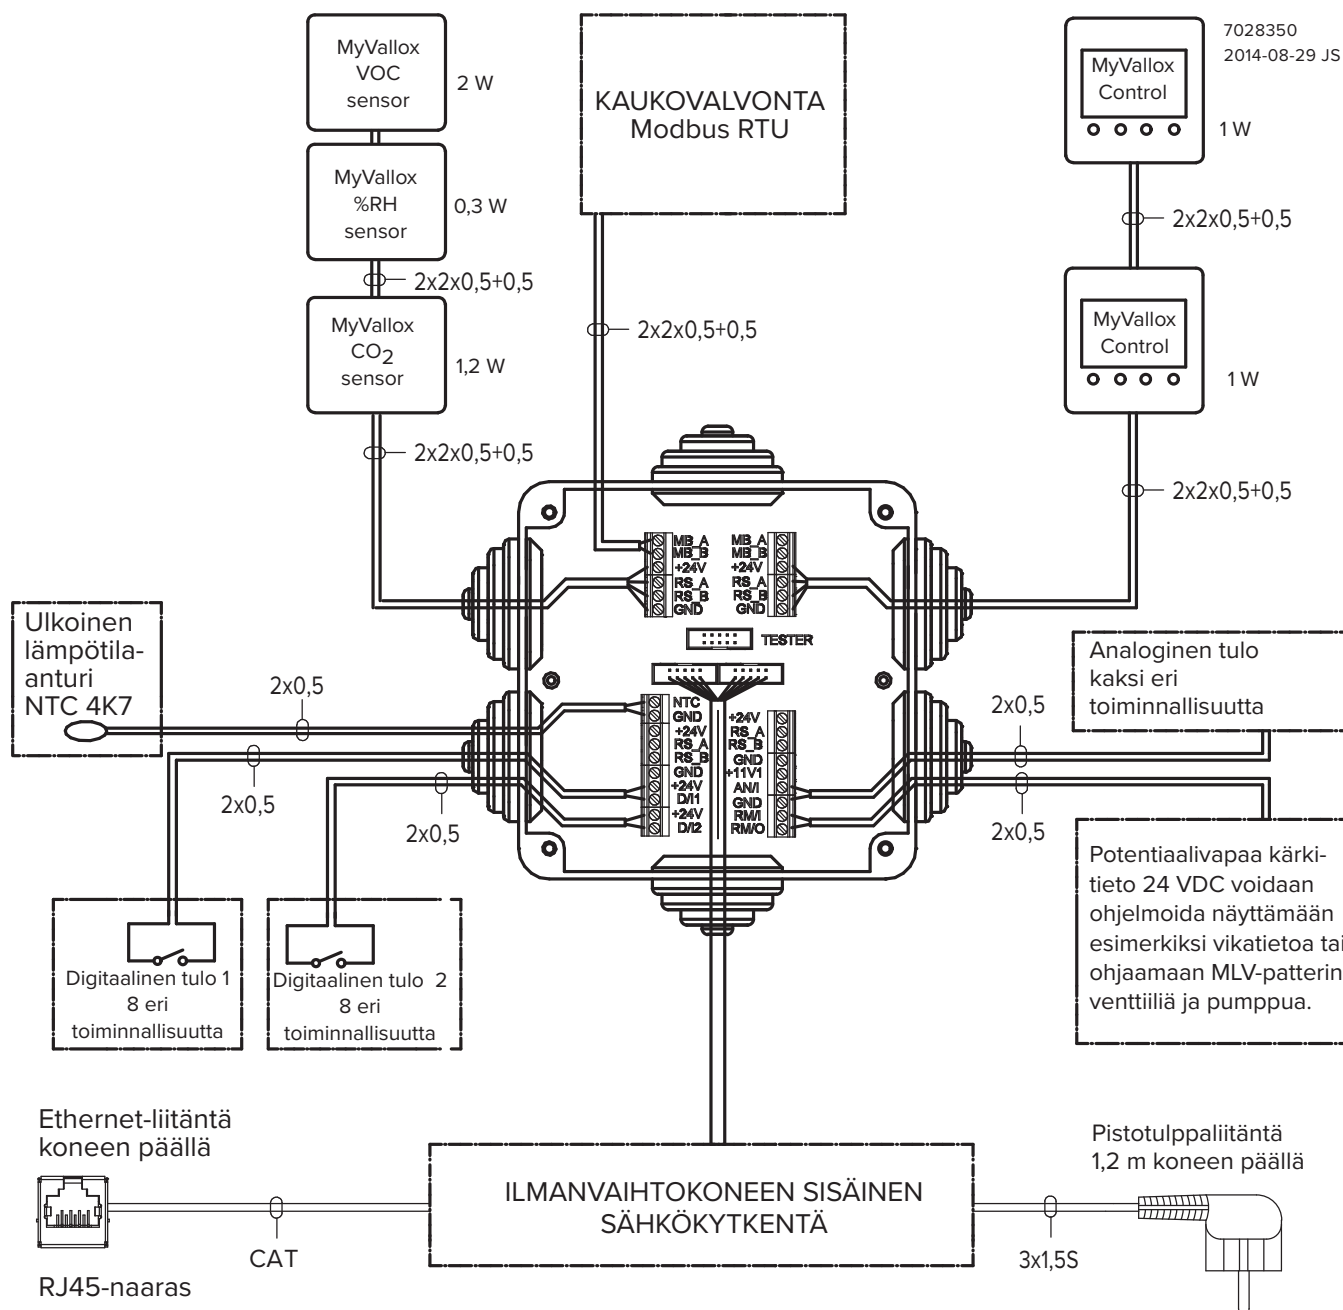 MyVallox
VOC
sensor
2 W
MyVallox
%RH
sensor
0,3 W
2x2x0,5+0,5
MyVallox
CO2
sensor
1,2 W
2x2x0,5+0,5
KAUKOVALVONTA
Modbus RTU
2x2x0,5+0,5
7028350
2014-08-29 JS
MyVallox
Control
1 W
2x2x0,5+0,5
MyVallox
Control
1 W
2x2x0,5+0,5
MB_A
MB_B
+24V
RS_A
RS_B
GND
MB_A
MB_B
+24V
RS_A
RS_B
GND
TESTER
NTC
GND
+24V
RS_A
RS_B
GND
+24V
D/I1
+24V
D/I2
+24V
RS_A
RS_B
GND
+11V1
AN/I
GND
RM/I
RM/O
Ulkoinen
lämpötila-
anturi
NTC 4K7
2x0,5
2x0,5
2x0,5
Analoginen tulo
kaksi eri
toiminnallisuutta
2x0,5
2x0,5
Potentiaalivapaa kärki-
tieto 24 VDC voidaan
ohjelmoida näyttämään
esimerkiksi vikatietoa tai
ohjaamaan MLV-patterin
venttiiliä ja pumppua.
Digitaalinen tulo 1
8 eri
toiminnallisuutta
Digitaalinen tulo 2
8 eri
toiminnallisuutta
Ethernet-liitäntä
koneen päällä
RJ45-naaras
CAT
ILMANVAIHTOKONEEN SISÄINEN
SÄHKÖKYTKENTÄ
3x1,5S
Pistotulppaliitäntä
1,2 m koneen päällä